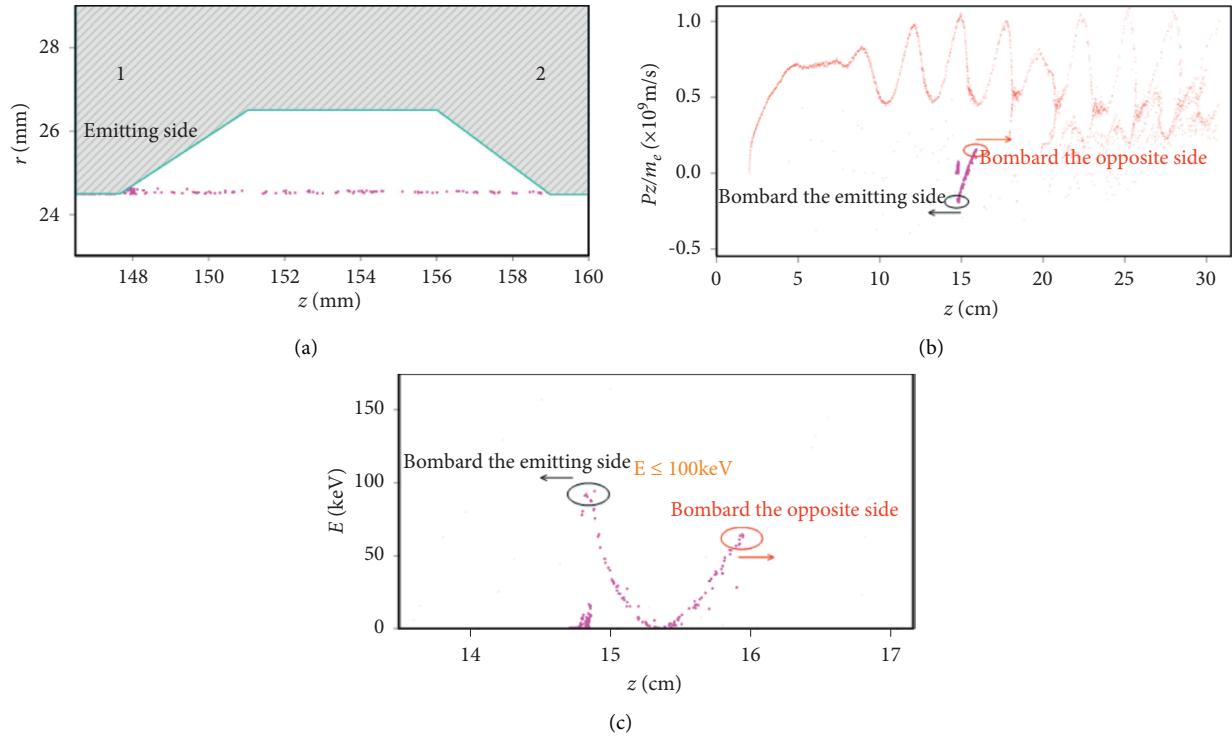 28
26
24
r (mm)
1
2
Emitting side
148
150
152
154
156
158
160
z (mm)
(a)
1.0
0.5
0.0
-0.5
Pz/mₑ (×10⁹m/s)
Bombard the opposite side
Bombard the emitting side
0
5
10
15
20
25
30
z (cm)
(b)
150
100
50
0
E (keV)
Bombard the emitting side
E ≤ 100keV
Bombard the opposite side
14
15
16
17
z (cm)
(c)